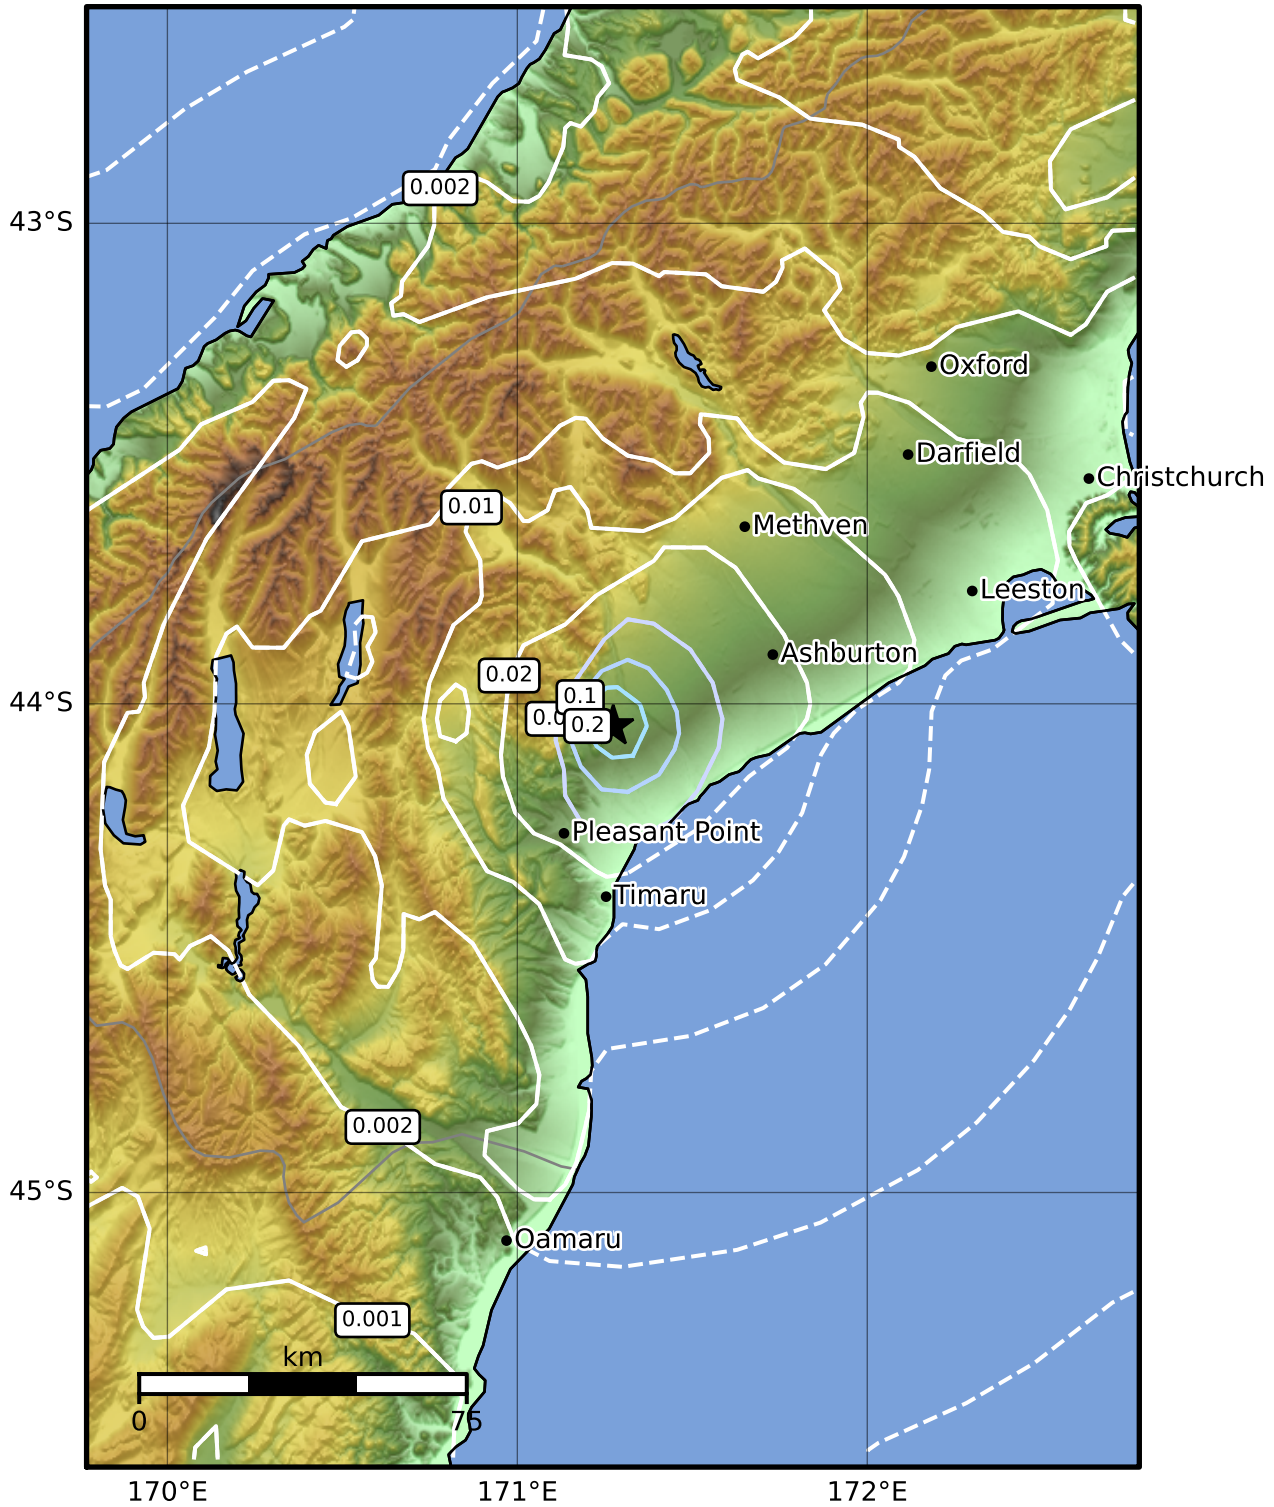 0.002
43°S
Oxford
Darfield
Christchurch
0.01
Methven
Leeston
Ashburton
0.02
0.1
44°S
0.2
Pleasant Point
Timaru
0.002
45°S
Oamaru
0.001
km
0
75
170°E
171°E
172°E